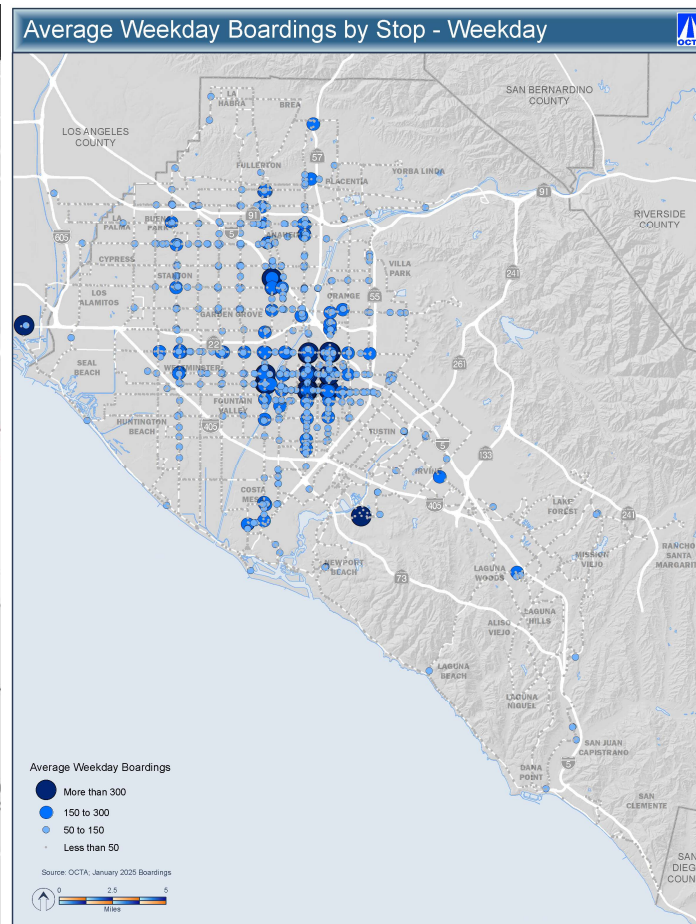 Average Weekday Boardings by Stop - Weekday
OCT
SAN BERNARDINO
COUNTY
LA
HABRA
BREA
LOS ANGELES
COUNTY
57
FULLERTON
PLACENTIA
YORBA LINDA
91
RIVERSIDE
COUNTY
LA
PALMA
BUENA
PARK
91
5
ANAHEIM
605
CYPRESS
STANTON
VILLA
PARK
241
LOS
ALAMITOS
ORANGE
55
GARDEN GROVE
22
SEAL
BEACH
WESTMINSTER
261
FOUNTAIN
VALLEY
HUNTINGTON
BEACH
405
TUSTIN
5
133
IRVINE
COSTA
MESA
405
LAKE
FOREST
241
RANCHO
SANTA
MARGARIT
MISSION
VIEJO
NEWPORT
BEACH
73
LAGUNA
WOODS
LAGUNA
HILLS
ALISO
VIEJO
LAGUNA
BEACH
LAGUNA
NIGUEL
SAN JUAN
CAPISTRANO
DANA
POINT
5
SAN
CLEMENTE
SAN
DIEG
COUN
Average Weekday Boardings
More than 300
150 to 300
50 to 150
Less than 50
Source: OCTA; January 2025 Boardings
0 2.5 5
Miles